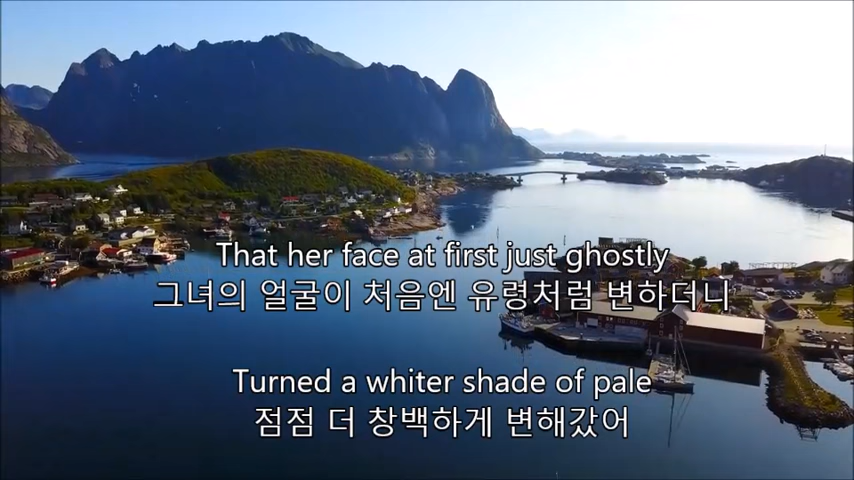 That her face at first just ghostly
그녀의 얼굴이 처음엔 유령처럼 변하더니
Turned a whiter shade of pale
점점 더 창백하게 변해갔어